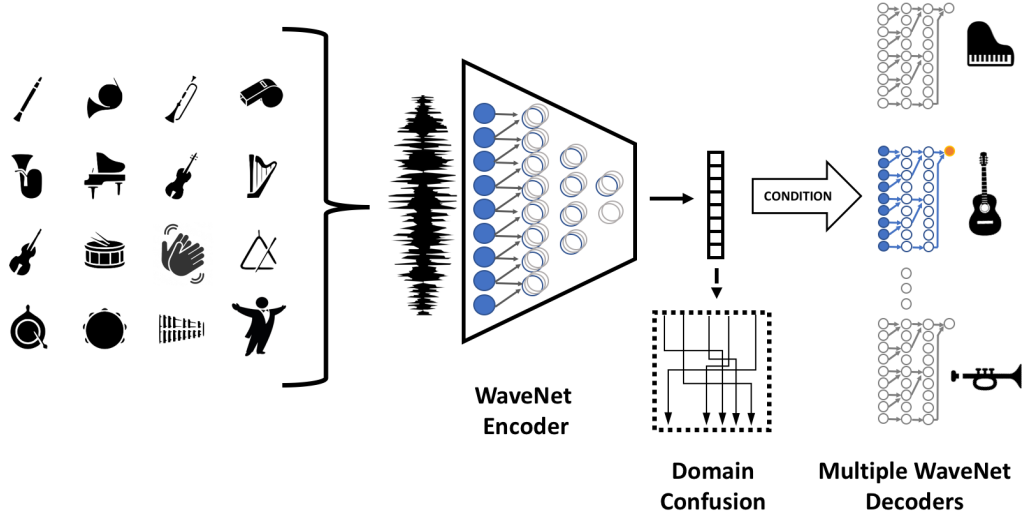 CONDITION
WaveNet
Encoder
Domain
Confusion
Multiple WaveNet
Decoders